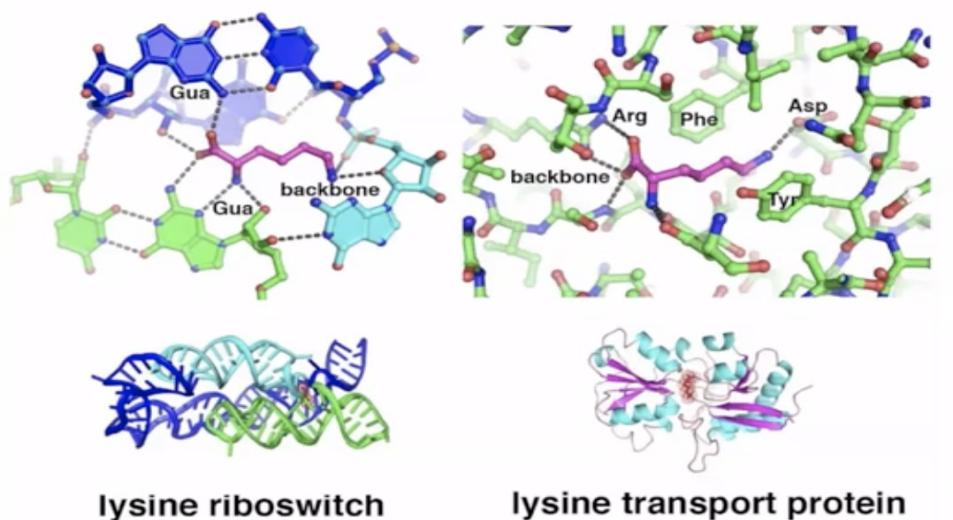 Gua
Gua
backbone
Arg
Phe
Asp
backbone
Tyr
lysine riboswitch
lysine transport protein